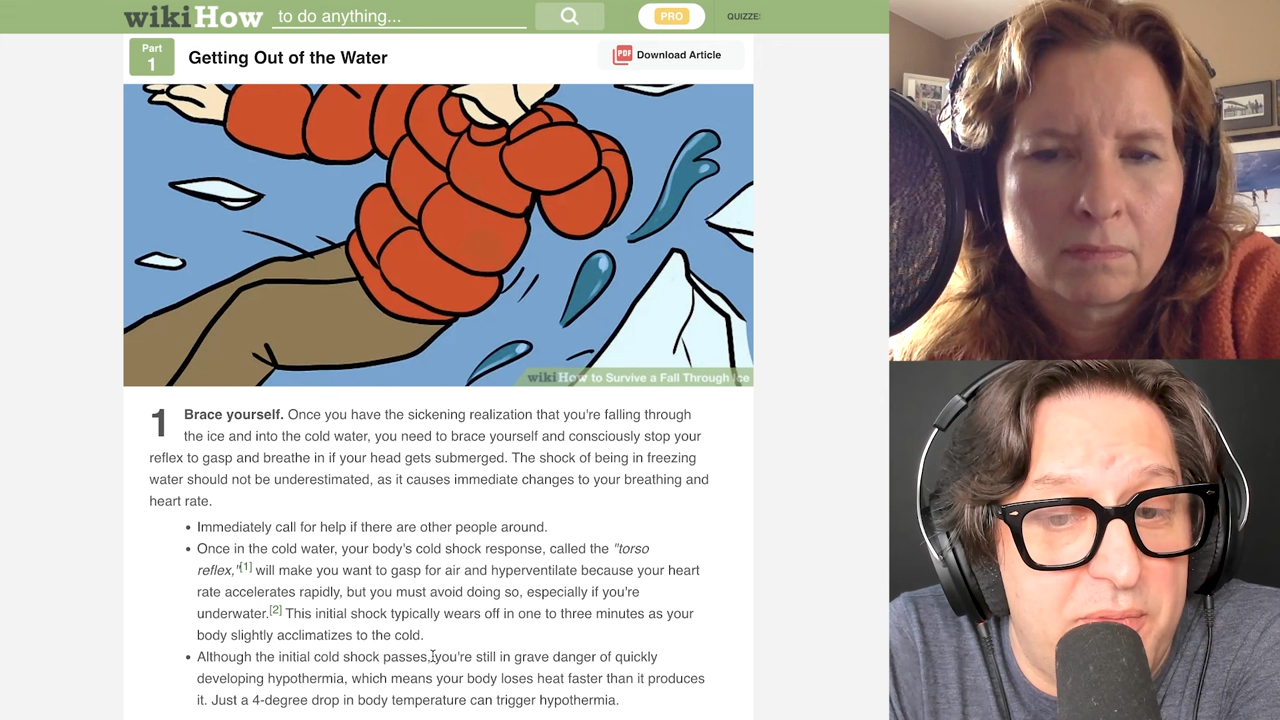 wikiHow to do anything... PRO QUIZZES
Part
1
Getting Out of the Water
PDF Download Article
wikiHow to Survive a Fall Through Ice
1 Brace yourself. Once you have the sickening realization that you're falling through
the ice and into the cold water, you need to brace yourself and consciously stop your
reflex to gasp and breathe in if your head gets submerged. The shock of being in freezing
water should not be underestimated, as it causes immediate changes to your breathing and
heart rate.
• Immediately call for help if there are other people around.
• Once in the cold water, your body's cold shock response, called the "torso
reflex,"[1] will make you want to gasp for air and hyperventilate because your heart
rate accelerates rapidly, but you must avoid doing so, especially if you're
underwater.[2] This initial shock typically wears off in one to three minutes as your
body slightly acclimatizes to the cold.
• Although the initial cold shock passes, you're still in grave danger of quickly
developing hypothermia, which means your body loses heat faster than it produces
it. Just a 4-degree drop in body temperature can trigger hypothermia.